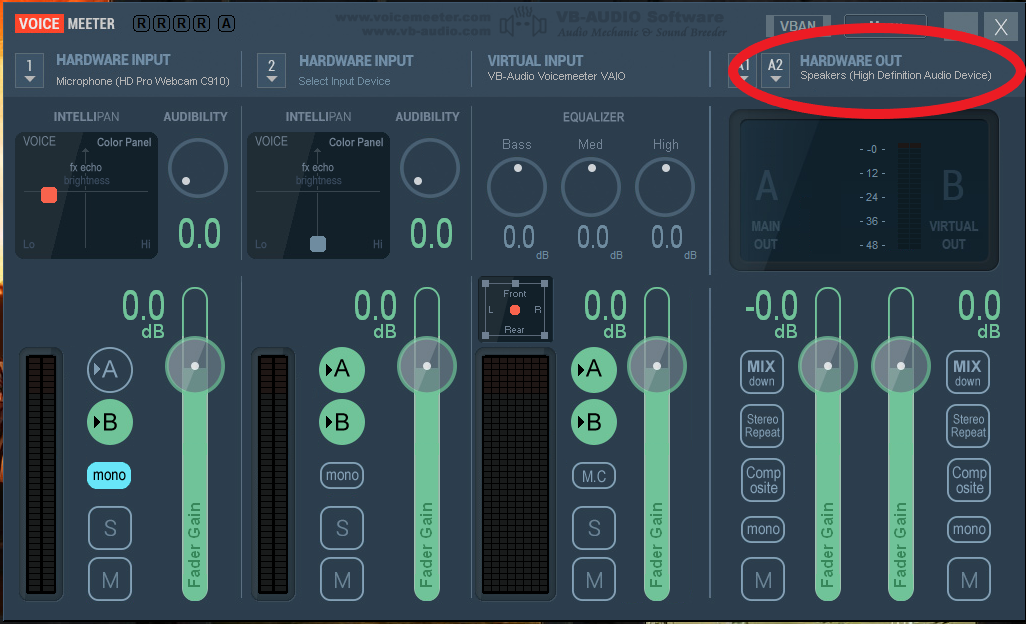 VOICE MEETER R R R R A
www.voicemeeter.com
www.vb-audio.com
VB-AUDIO Software
Audio Mechanic & Sound Breeder
VBAN
X
1 HARDWARE INPUT
Microphone (HD Pro Webcam C910)
2 HARDWARE INPUT
Select Input Device
VIRTUAL INPUT
VB-Audio Voicemeeter VAIO
A1 A2 HARDWARE OUT
Speakers (High Definition Audio Device)
INTELLIPAN AUDIBILITY
VOICE Color Panel
fx echo
brightness
Lo Hi
0.0
INTELLIPAN AUDIBILITY
VOICE Color Panel
fx echo
brightness
Lo Hi
0.0
EQUALIZER
Bass Med High
0.0 0.0 0.0
dB dB dB
A B
MAIN OUT
VIRTUAL OUT
- -0 -
- -12 -
- -24 -
- -36 -
- -48 -
0.0
dB
A
B
mono
S
M
Fader Gain
0.0
dB
A
B
mono
S
M
Fader Gain
Front
L R
Rear
0.0
dB
A
B
M.C
S
M
Fader Gain
-0.0
dB
MIX
down
Stereo
Repeat
Comp
osite
mono
M
Fader Gain
0.0
dB
MIX
down
Stereo
Repeat
Comp
osite
mono
M
Fader Gain